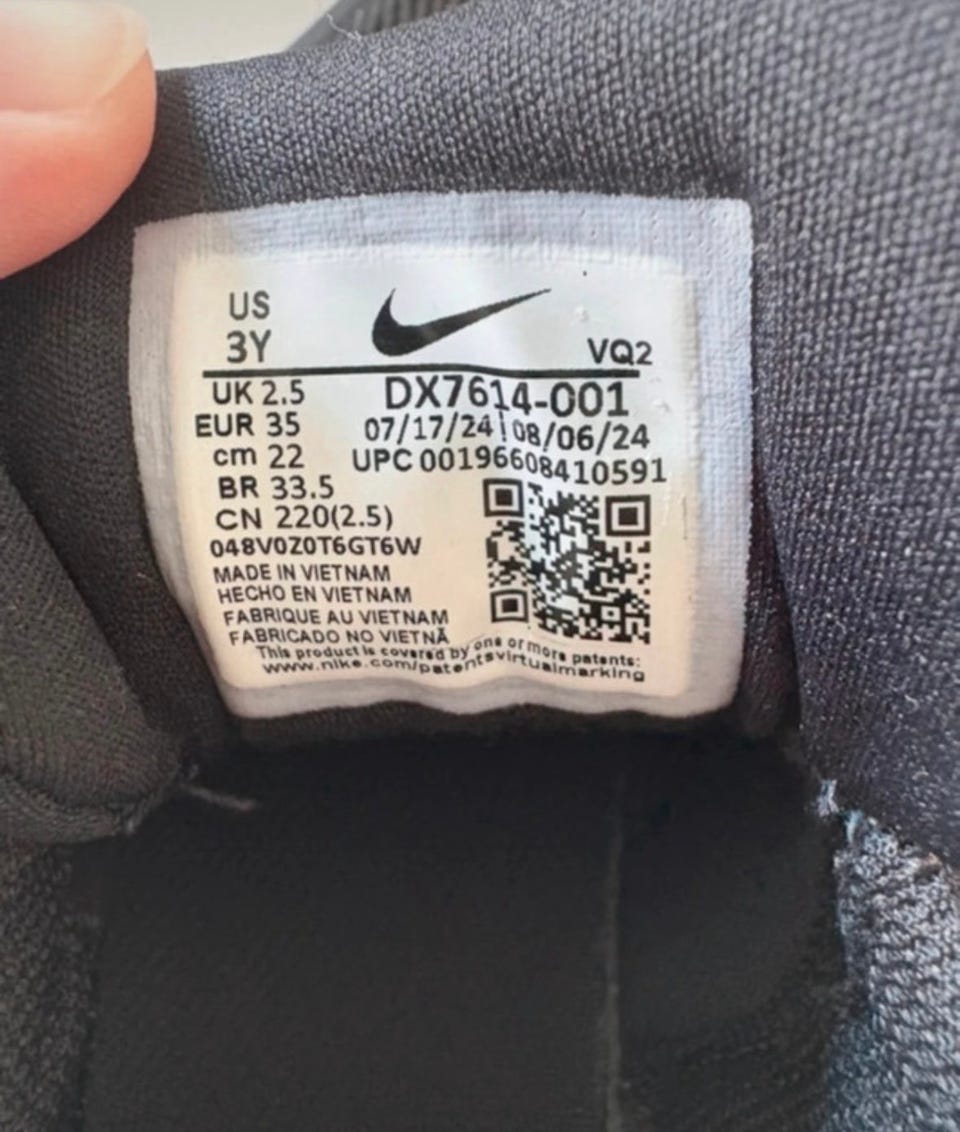 US
3Y
VQ2
UK 2.5
DX7614-001
EUR 35
07/17/24 | 08/06/24
cm 22
UPC 00196608410591
BR 33.5
CN 220(2.5)
048V0Z0T6GT6W
MADE IN VIETNAM
HECHO EN VIETNAM
FABRIQUE AU VIETNAM
FABRICADO NO VIETNÃ
This product is covered by one or more patents:
www.nike.com/patentsvirtualmarking